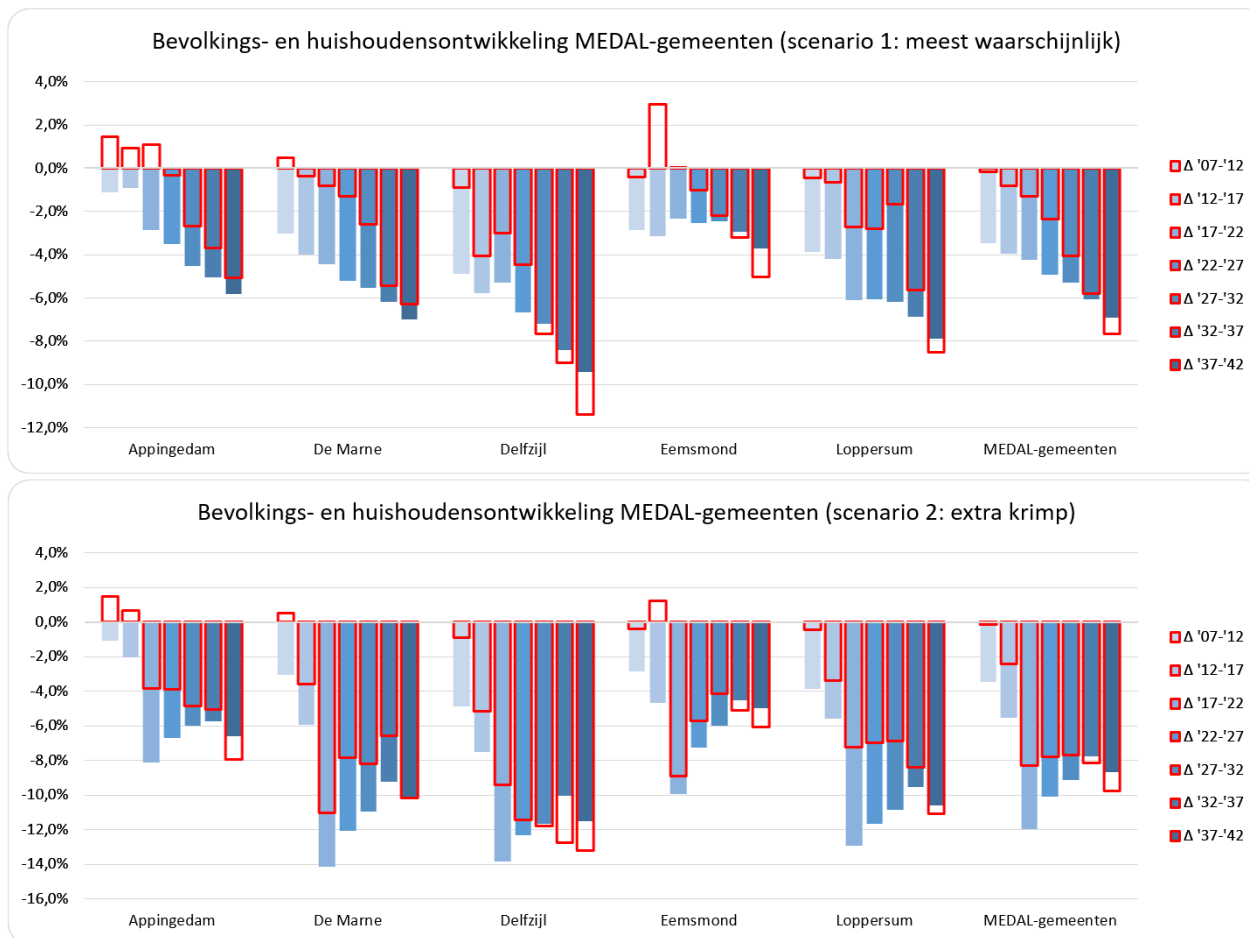 Bevolkings- en huishoudensontwikkeling MEDAL-gemeenten (scenario 1: meest waarschijnlijk)
4,0%
2,0%
0,0%
-2,0%
-4,0%
-6,0%
-8,0%
-10,0%
-12,0%
Appingedam De Marne Delfzijl Eemsmond Loppersum MEDAL-gemeenten
Δ '07-'12
Δ '12-'17
Δ '17-'22
Δ '22-'27
Δ '27-'32
Δ '32-'37
Δ '37-'42
Bevolkings- en huishoudensontwikkeling MEDAL-gemeenten (scenario 2: extra krimp)
4,0%
2,0%
0,0%
-2,0%
-4,0%
-6,0%
-8,0%
-10,0%
-12,0%
-14,0%
-16,0%
Appingedam De Marne Delfzijl Eemsmond Loppersum MEDAL-gemeenten
Δ '07-'12
Δ '12-'17
Δ '17-'22
Δ '22-'27
Δ '27-'32
Δ '32-'37
Δ '37-'42